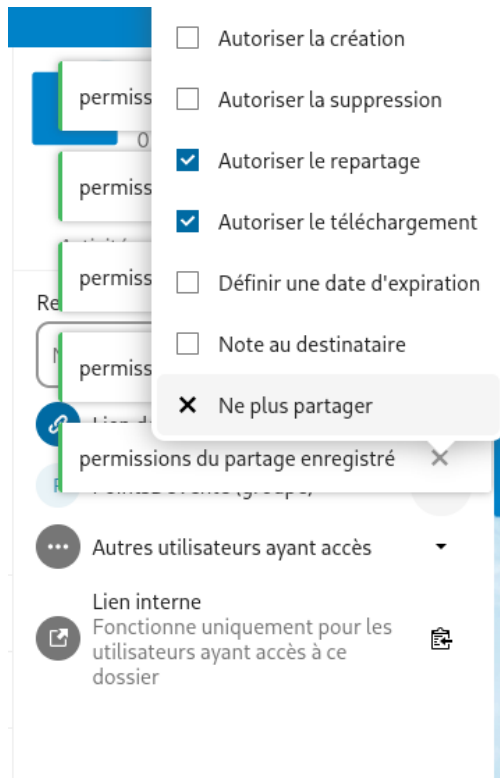 Autoriser la création
permiss
Autoriser la suppression
0
Autoriser le repartage
permiss
Autoriser le téléchargement
permiss
Définir une date d'expiration
Re
Note au destinataire
permiss
Ne plus partager
permissions du partage enregistré
Autres utilisateurs ayant accès
Lien interne
Fonctionne uniquement pour les
utilisateurs ayant accès à ce
dossier